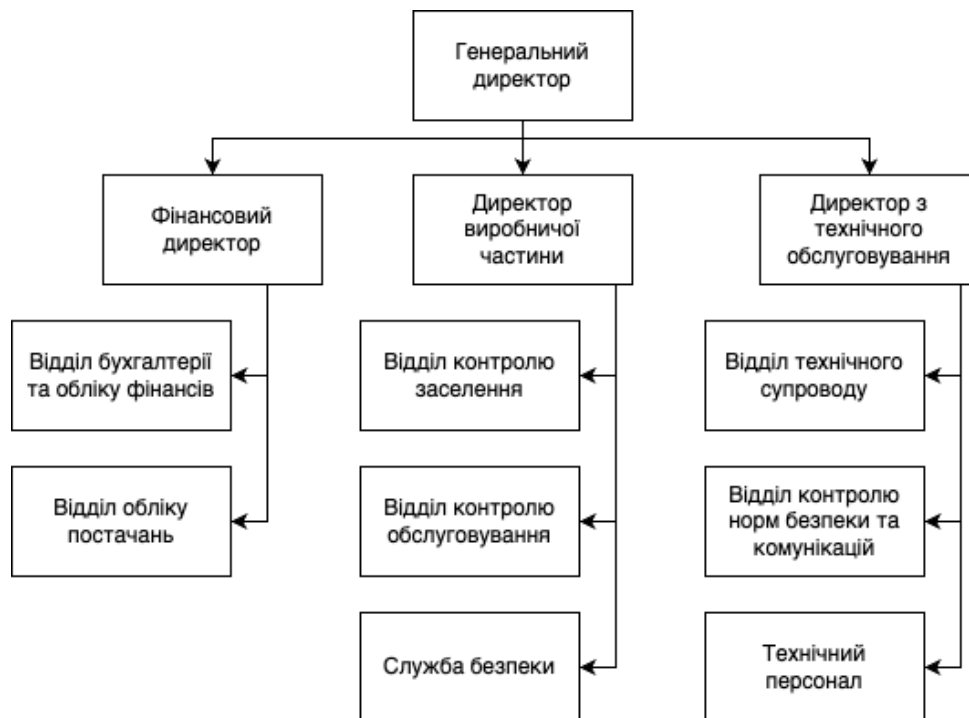 Генеральний
директор
Фінансовий
директор
Директор
виробничої
частини
Директор з
технічного
обслуговування
Відділ бухгалтерії
та обліку фінансів
Відділ контролю
заселення
Відділ технічного
супроводу
Відділ обліку
постачань
Відділ контролю
обслуговування
Відділ контролю
норм безпеки та
комунікацій
Служба безпеки
Технічний
персонал